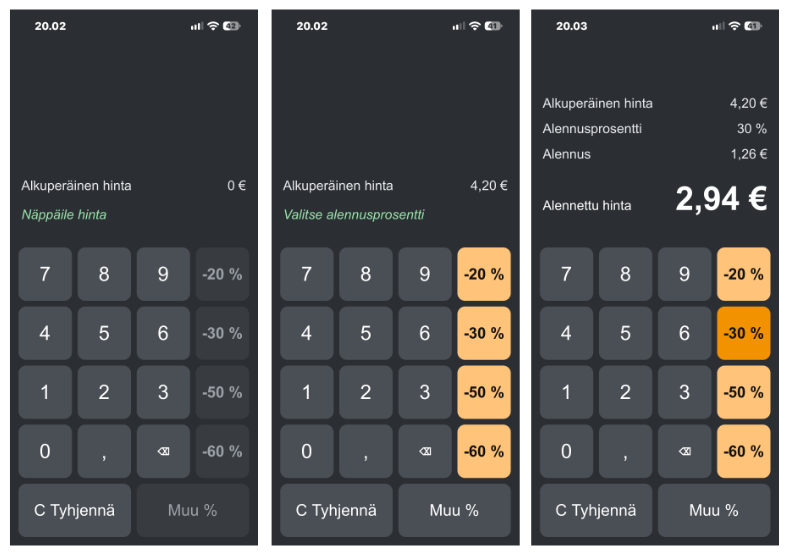 20.02
42
Alkuperäinen hinta 0 €
Näppäile hinta
7 8 9 -20 %
4 5 6 -30 %
1 2 3 -50 %
0 , -60 %
C Tyhjennä Muu %
20.02
41
Alkuperäinen hinta 4,20 €
Valitse alennusprosentti
7 8 9 -20 %
4 5 6 -30 %
1 2 3 -50 %
0 , -60 %
C Tyhjennä Muu %
20.03
41
Alkuperäinen hinta 4,20 €
Alennusprosentti 30 %
Alennus 1,26 €
Alennettu hinta 2,94 €
7 8 9 -20 %
4 5 6 -30 %
1 2 3 -50 %
0 , -60 %
C Tyhjennä Muu %